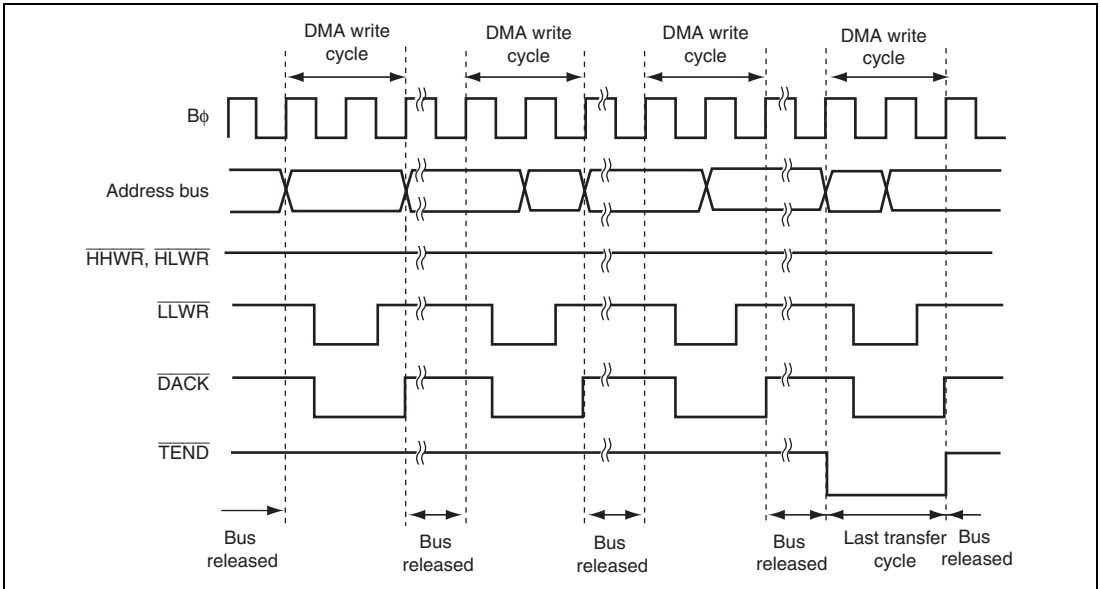 DMA write
cycle
DMA write
cycle
DMA write
cycle
DMA write
cycle
Bϕ
Address bus
HHWR, HLWR
LLWR
DACK
TEND
Bus
released
Bus
released
Bus
released
Bus
released
Last transfer
cycle
Bus
released